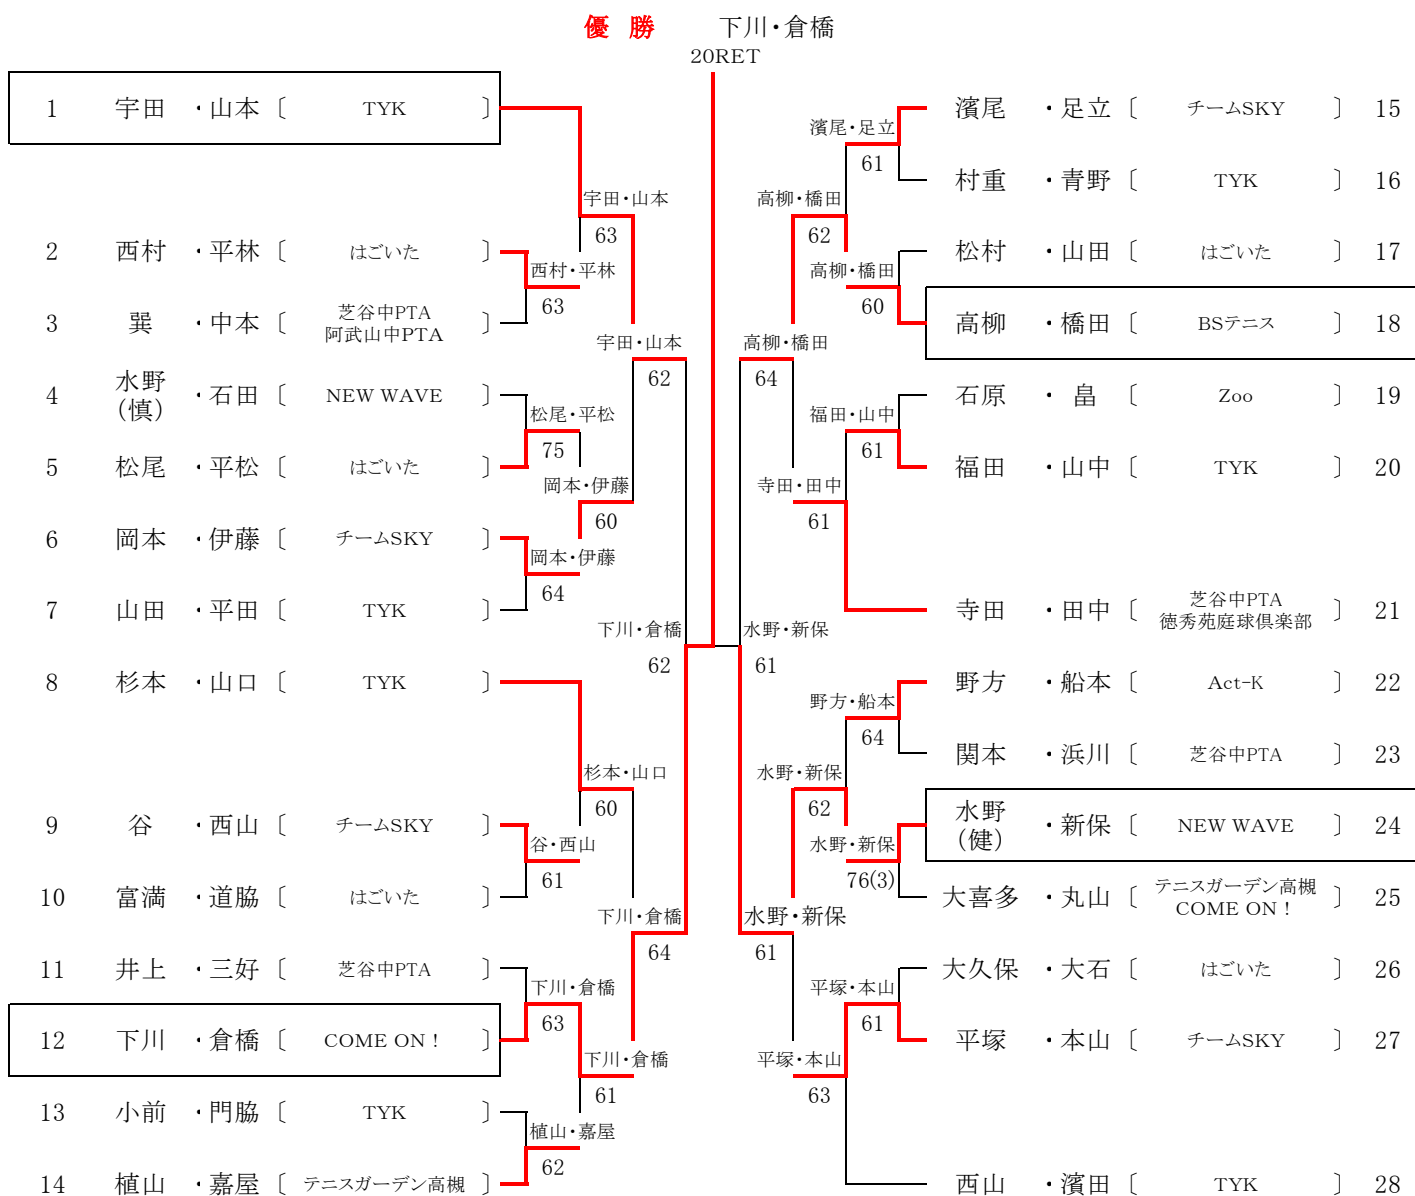 優 勝 下川・倉橋
20RET
1 宇田 ・山本 〔 TYK 〕
2 西村 ・平林 〔 はごいた 〕
3 巽 ・中本 〔 芝谷中PTA 阿武山中PTA 〕
4 水野(慎) ・石田 〔 NEW WAVE 〕
5 松尾 ・平松 〔 はごいた 〕
6 岡本 ・伊藤 〔 チームSKY 〕
7 山田 ・平田 〔 TYK 〕
8 杉本 ・山口 〔 TYK 〕
9 谷 ・西山 〔 チームSKY 〕
10 富満 ・道脇 〔 はごいた 〕
11 井上 ・三好 〔 芝谷中PTA 〕
12 下川 ・倉橋 〔 COME ON! 〕
13 小前 ・門脇 〔 TYK 〕
14 植山 ・嘉屋 〔 テニスガーデン高槻 〕
西村・平林
63
松尾・平松
75
岡本・伊藤
64
谷・西山
61
下川・倉橋
63
植山・嘉屋
62
宇田・山本
63
岡本・伊藤
60
杉本・山口
60
下川・倉橋
61
宇田・山本
62
下川・倉橋
64
下川・倉橋
62
水野・新保
61
高柳・橋田
64
水野・新保
61
高柳・橋田
62
寺田・田中
61
水野・新保
62
平塚・本山
63
濱尾・足立
61
高柳・橋田
60
福田・山中
61
野方・船本
64
水野・新保
76(3)
平塚・本山
61
濱尾 ・足立 〔 チームSKY 〕 15
村重 ・青野 〔 TYK 〕 16
松村 ・山田 〔 はごいた 〕 17
高柳 ・橋田 〔 BSテニス 〕 18
石原 ・ 畠 〔 Zoo 〕 19
福田 ・山中 〔 TYK 〕 20
寺田 ・田中 〔 芝谷中PTA 徳秀苑庭球倶楽部 〕 21
野方 ・船本 〔 Act-K 〕 22
関本 ・浜川 〔 芝谷中PTA 〕 23
水野(健) ・新保 〔 NEW WAVE 〕 24
大喜多 ・丸山 〔 テニスガーデン高槻 COME ON! 〕 25
大久保 ・大石 〔 はごいた 〕 26
平塚 ・本山 〔 チームSKY 〕 27
西山 ・濱田 〔 TYK 〕 28